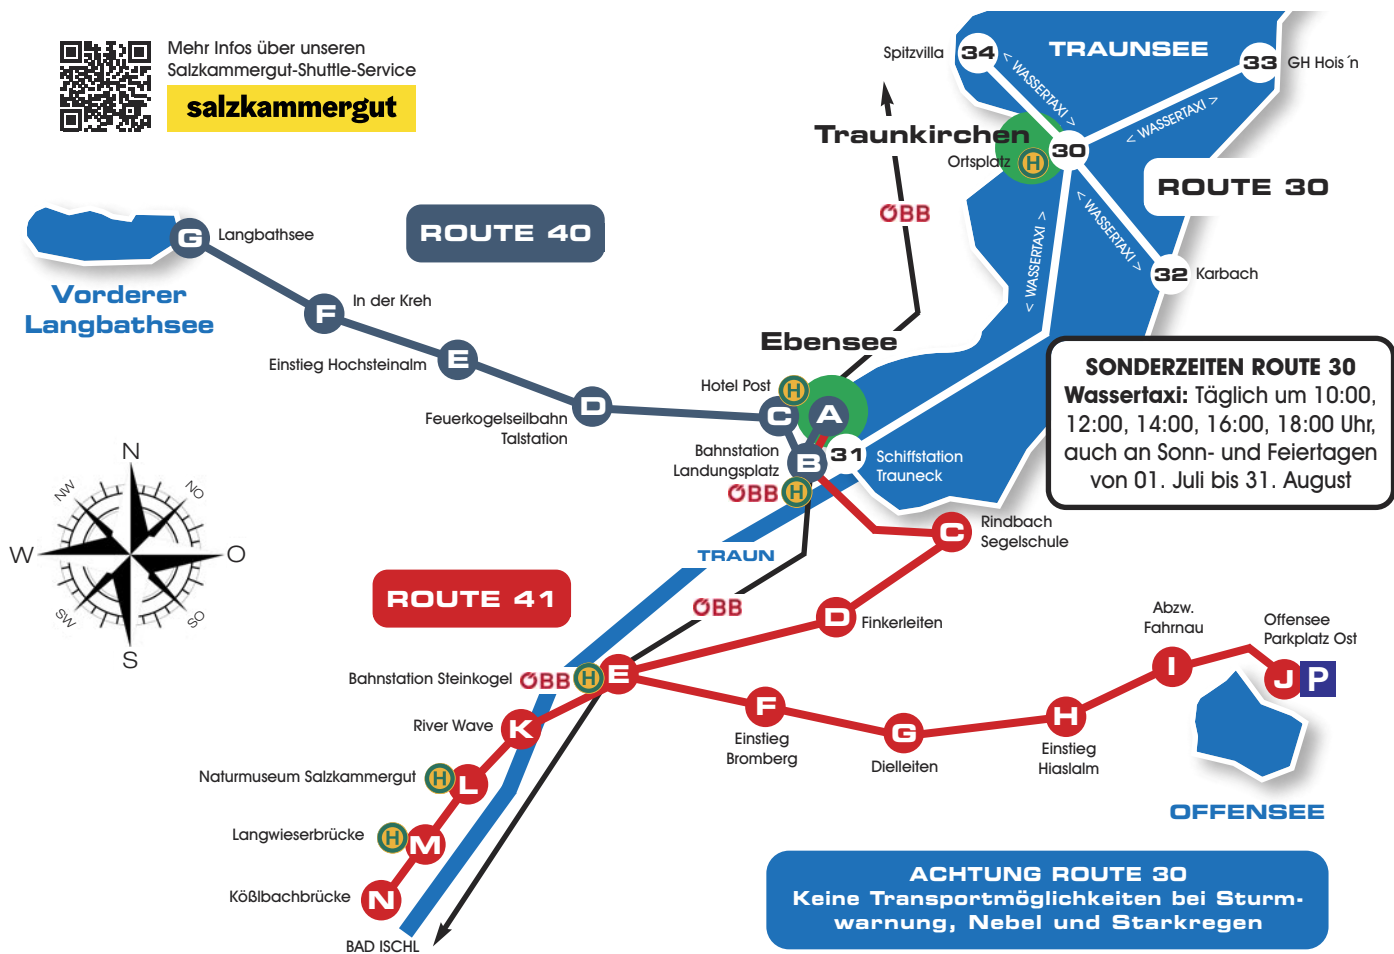 Mehr Infos über unseren
Salzkammergut-Shuttle-Service
salzkammergut
Spitzvilla
34
TRAUNSEE
33
GH Hois´n
< WASSERTAXI >
< WASSERTAXI >
Traunkirchen
Ortsplatz
H
30
ROUTE 30
ÖBB
< WASSERTAXI >
< WASSERTAXI >
32
Karbach
ROUTE 40
G
Langbathsee
Vorderer
Langbathsee
F
In der Kreh
Einstieg Hochsteinalm
E
Feuerkogelseilbahn
Talstation
D
Ebensee
Hotel Post
H
C
A
Bahnstation
Landungsplatz
B
31
Schiffstation
Trauneck
ÖBB
H
SONDERZEITEN ROUTE 30
Wassertaxi: Täglich um 10:00,
12:00, 14:00, 16:00, 18:00 Uhr,
auch an Sonn- und Feiertagen
von 01. Juli bis 31. August
N
NW
NO
W
O
SW
SO
S
C
Rindbach
Segelschule
TRAUN
ROUTE 41
ÖBB
D
Finkerleiten
Abzw.
Fahrnau
I
Offensee
Parkplatz Ost
J
P
Bahnstation Steinkogel
ÖBB
H
E
F
Einstieg
Bromberg
G
Dielleiten
H
Einstieg
Hiaslalm
OFFENSEE
River Wave
K
Naturmuseum Salzkammergut
H
L
Langwieserbrücke
H
M
Kößlbachbrücke
N
BAD ISCHL
ACHTUNG ROUTE 30
Keine Transportmöglichkeiten bei Sturm-
warnung, Nebel und Starkregen